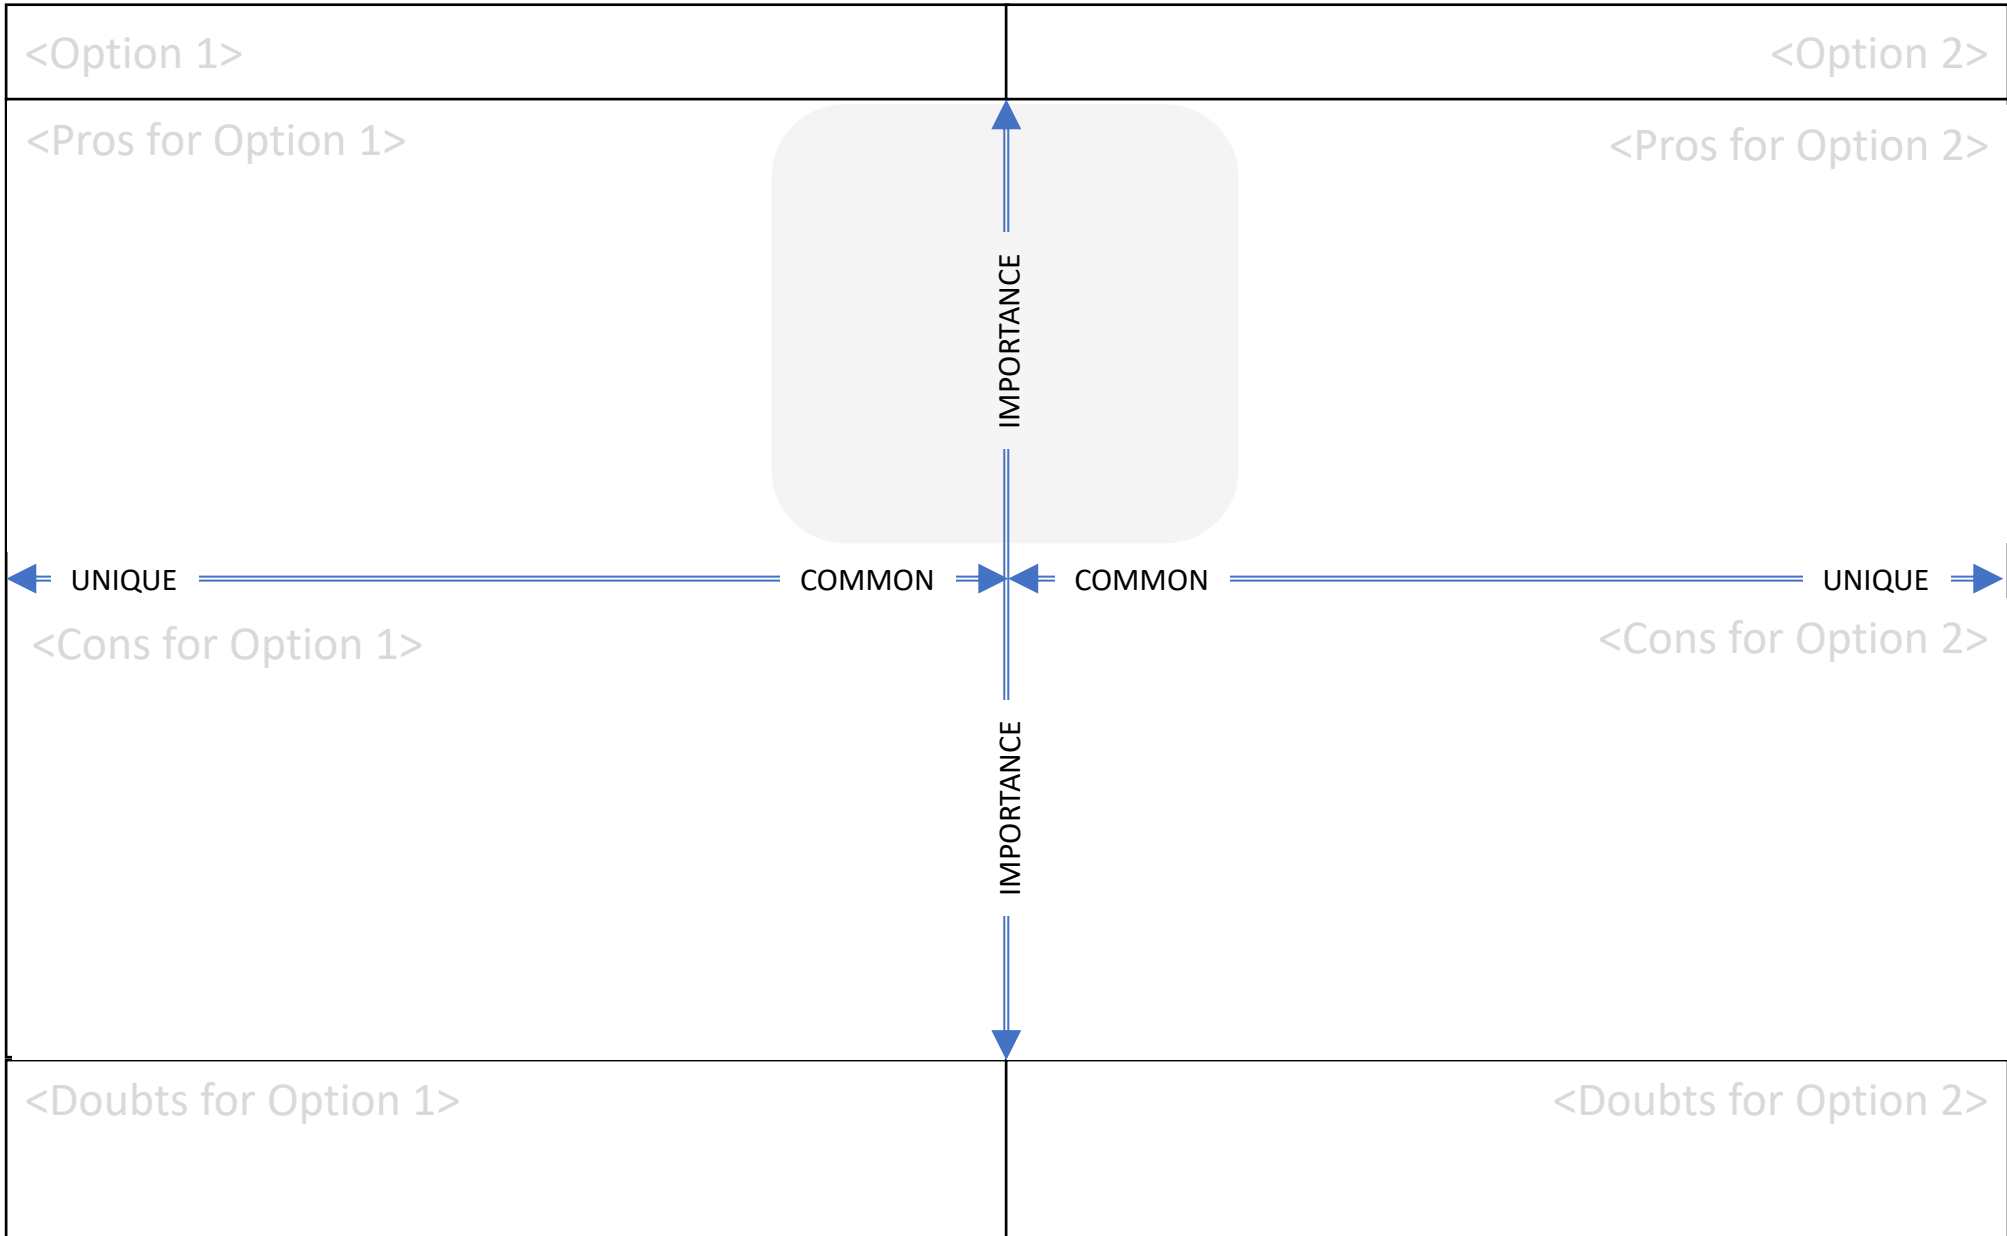 <Option 1>
<Option 2>
<Pros for Option 1>
<Pros for Option 2>
IMPORTANCE
UNIQUE
COMMON
COMMON
UNIQUE
<Cons for Option 1>
<Cons for Option 2>
IMPORTANCE
<Doubts for Option 1>
<Doubts for Option 2>